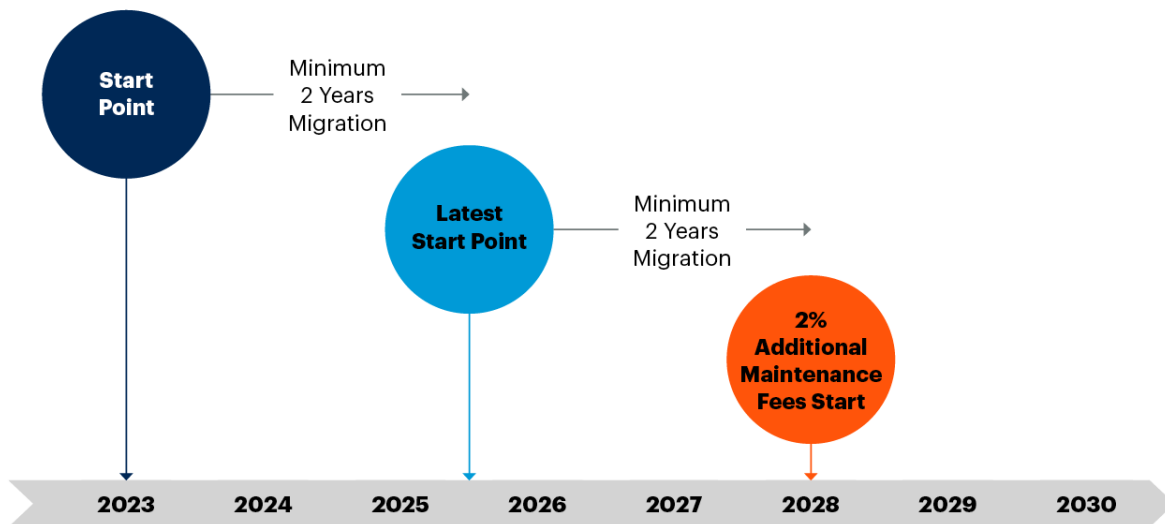 Start
Point
Minimum
2 Years
Migration
Latest
Start Point
Minimum
2 Years
Migration
2%
Additional
Maintenance
Fees Start
2023 2024 2025 2026 2027 2028 2029 2030